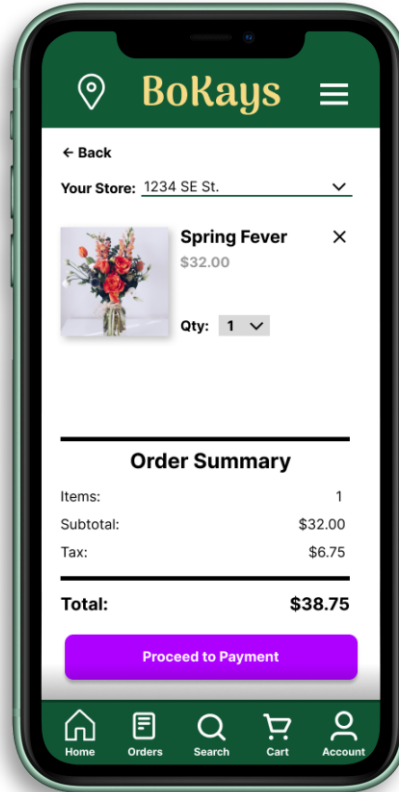 BoKays
← Back
Your Store: 1234 SE St.
Spring Fever
$32.00
Qty: 1
Order Summary
Items: 1
Subtotal: $32.00
Tax: $6.75
Total: $38.75
Proceed to Payment
Home Orders Search Cart Account